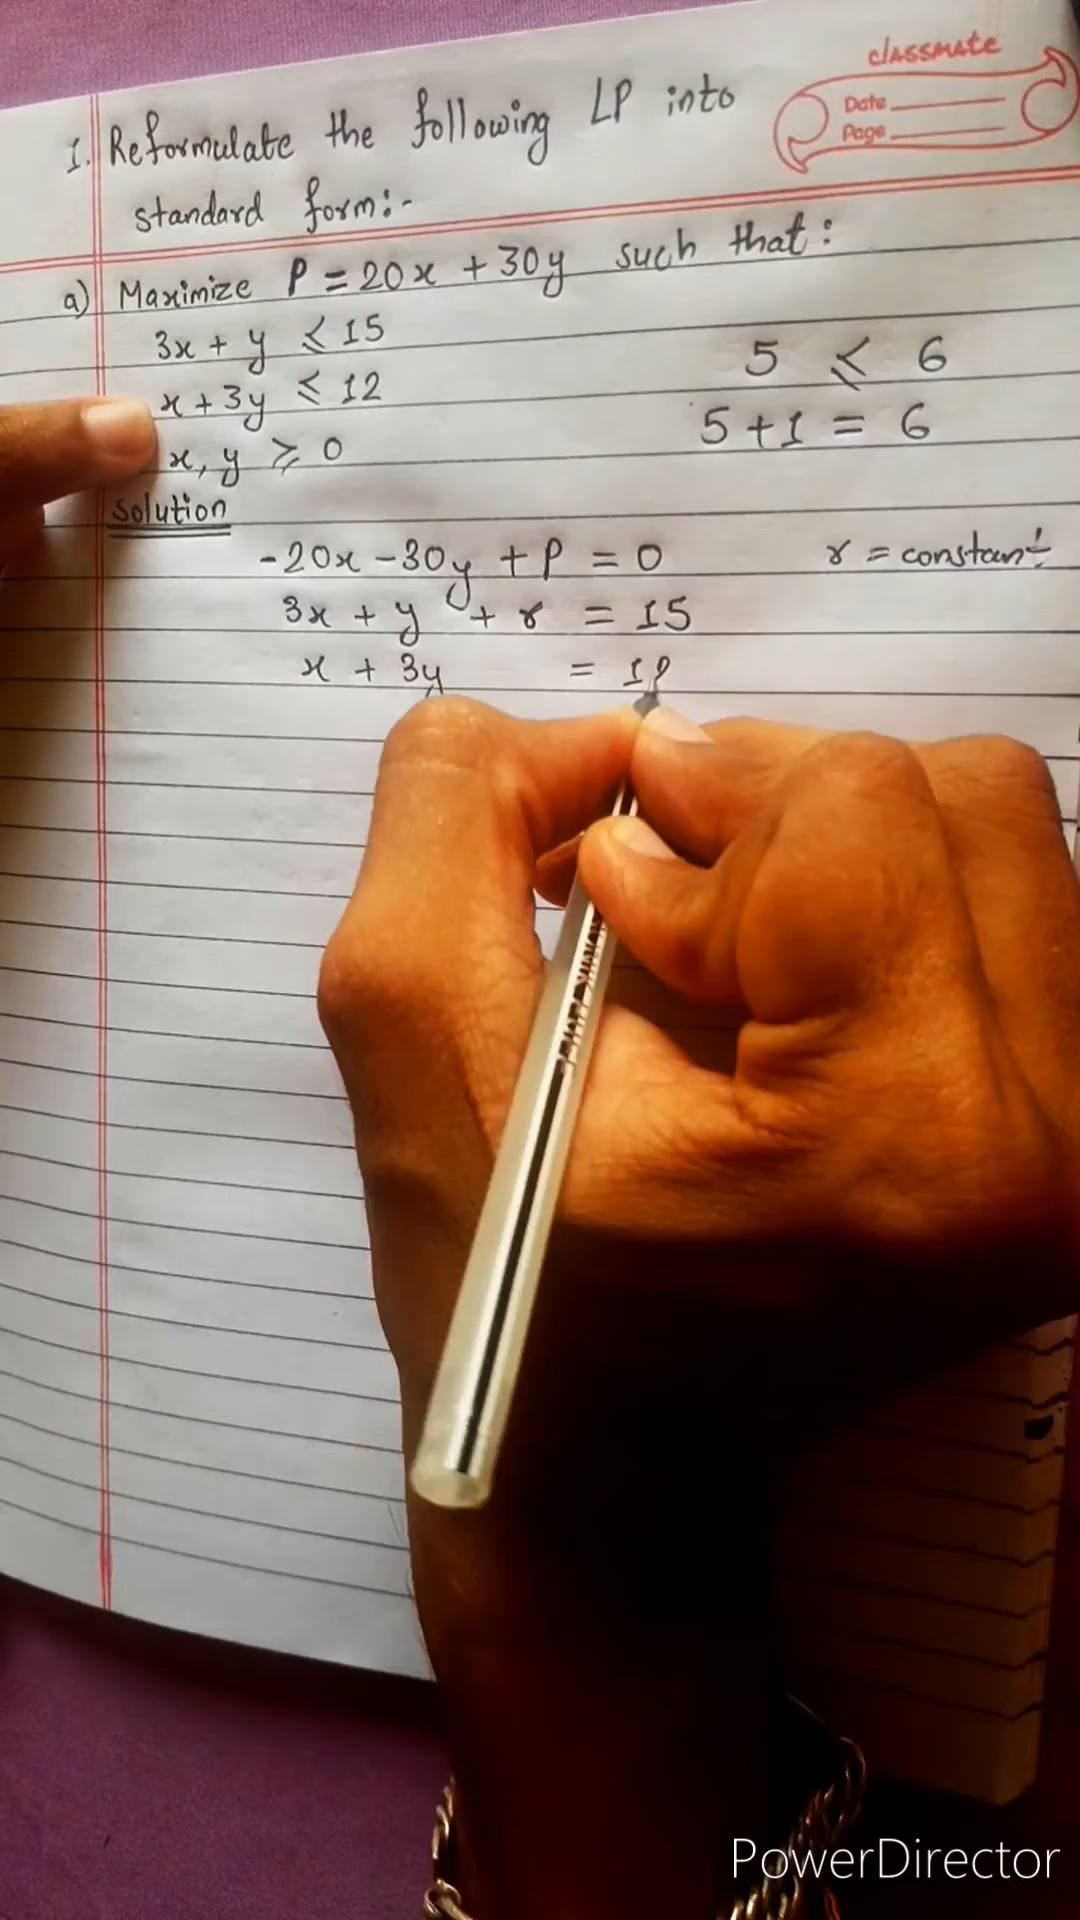 classmate
Date
Page
1. Reformulate the following LP into
standard form:-
a) Maximize P = 20x + 30y such that:
3x + y ⩽ 15
x + 3y ⩽ 12
x, y ⩾ 0
5 ⩽ 6
5 + 1 = 6
solution
-20x - 30y + P = 0
r = constant
3x + y + r = 15
x + 3y =
PowerDirector